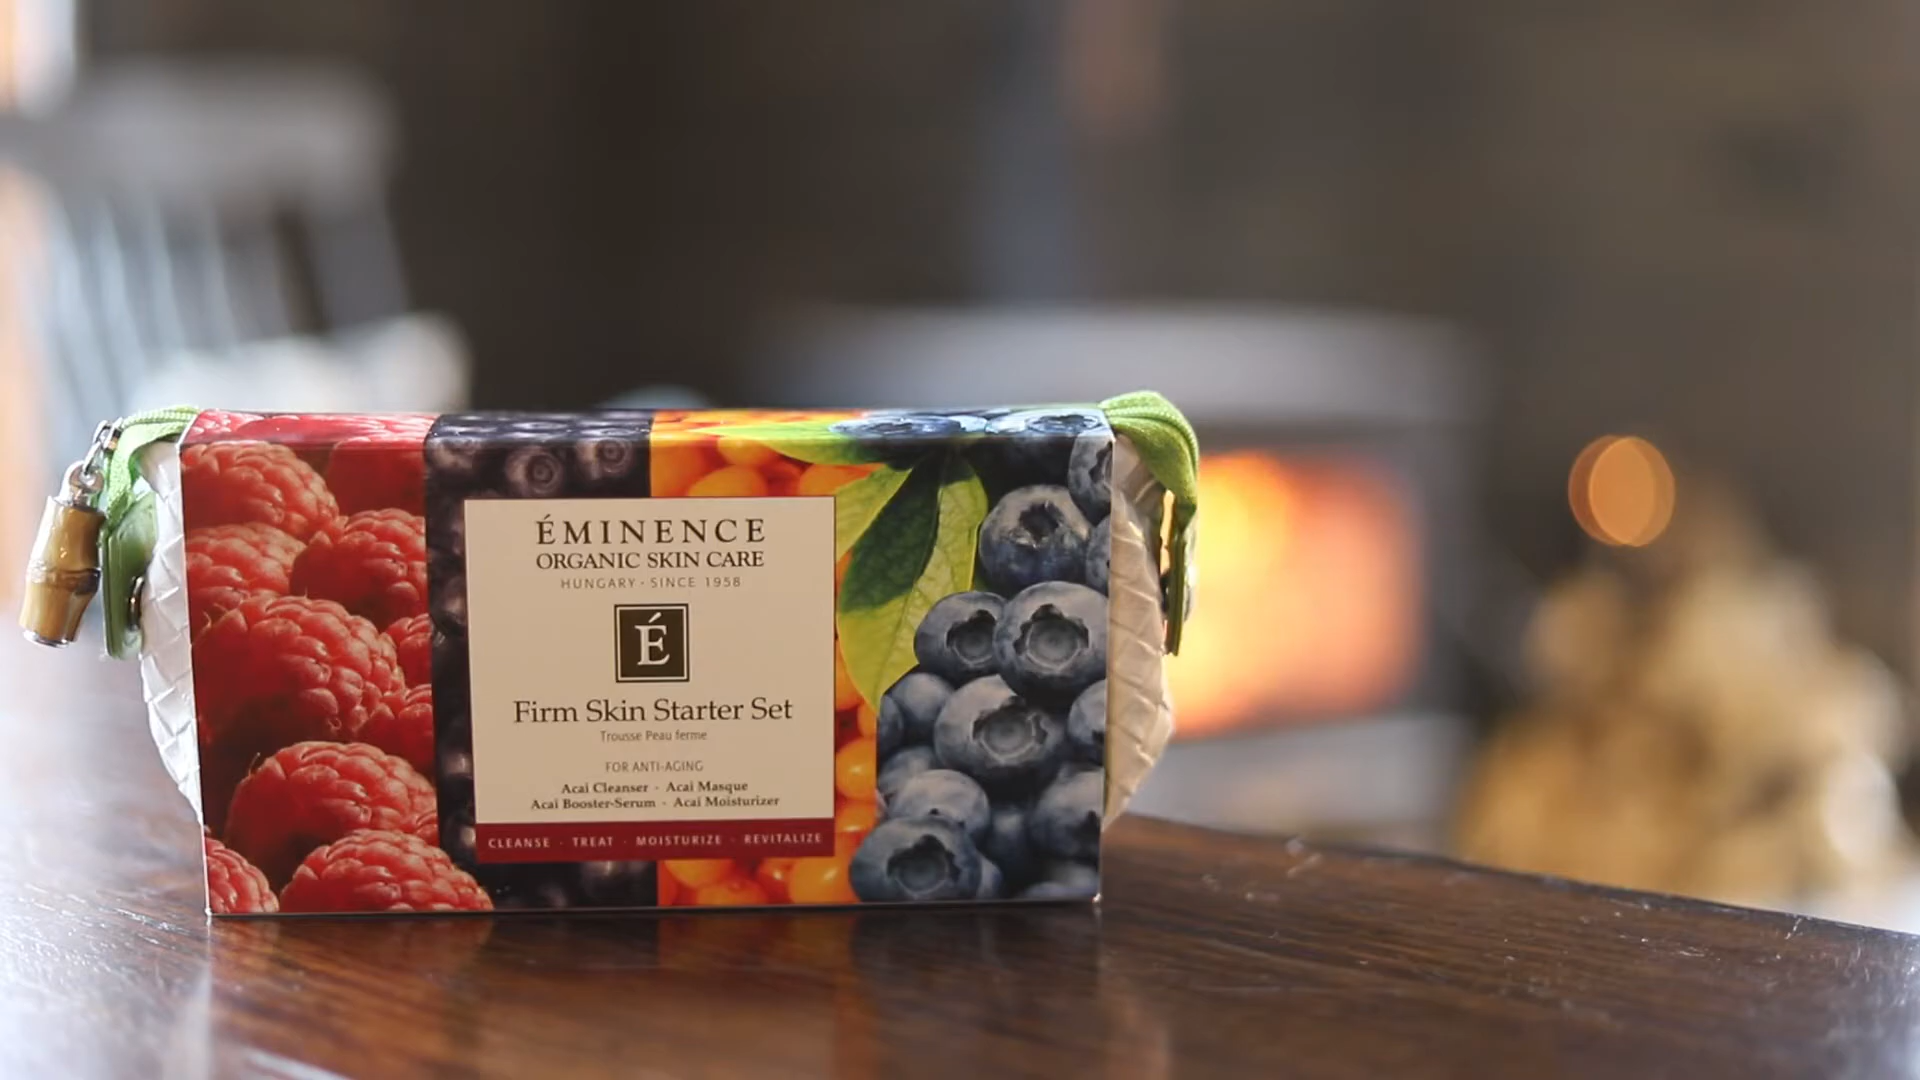 ÉMINENCE
ORGANIC SKIN CARE
HUNGARY · SINCE 1958
É
Firm Skin Starter Set
Trousse Peau ferme
FOR ANTI-AGING
Acai Cleanser · Acai Masque
Acai Booster-Serum · Acai Moisturizer
CLEANSE · TREAT · MOISTURIZE · REVITALIZE